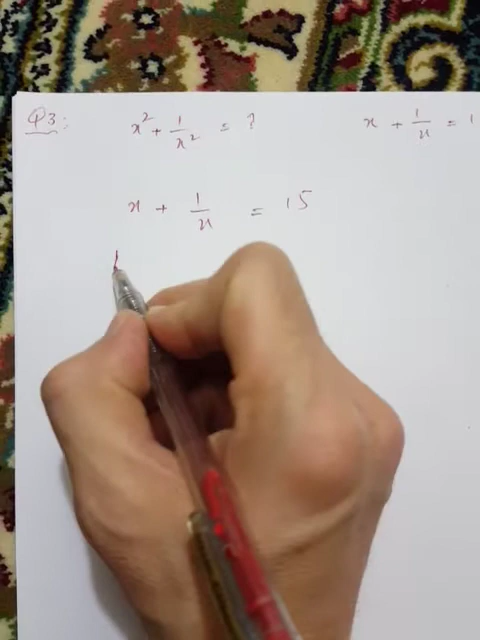 Q3: x² + 1/x² = ? x + 1/x = 1
x + 1/x = 15